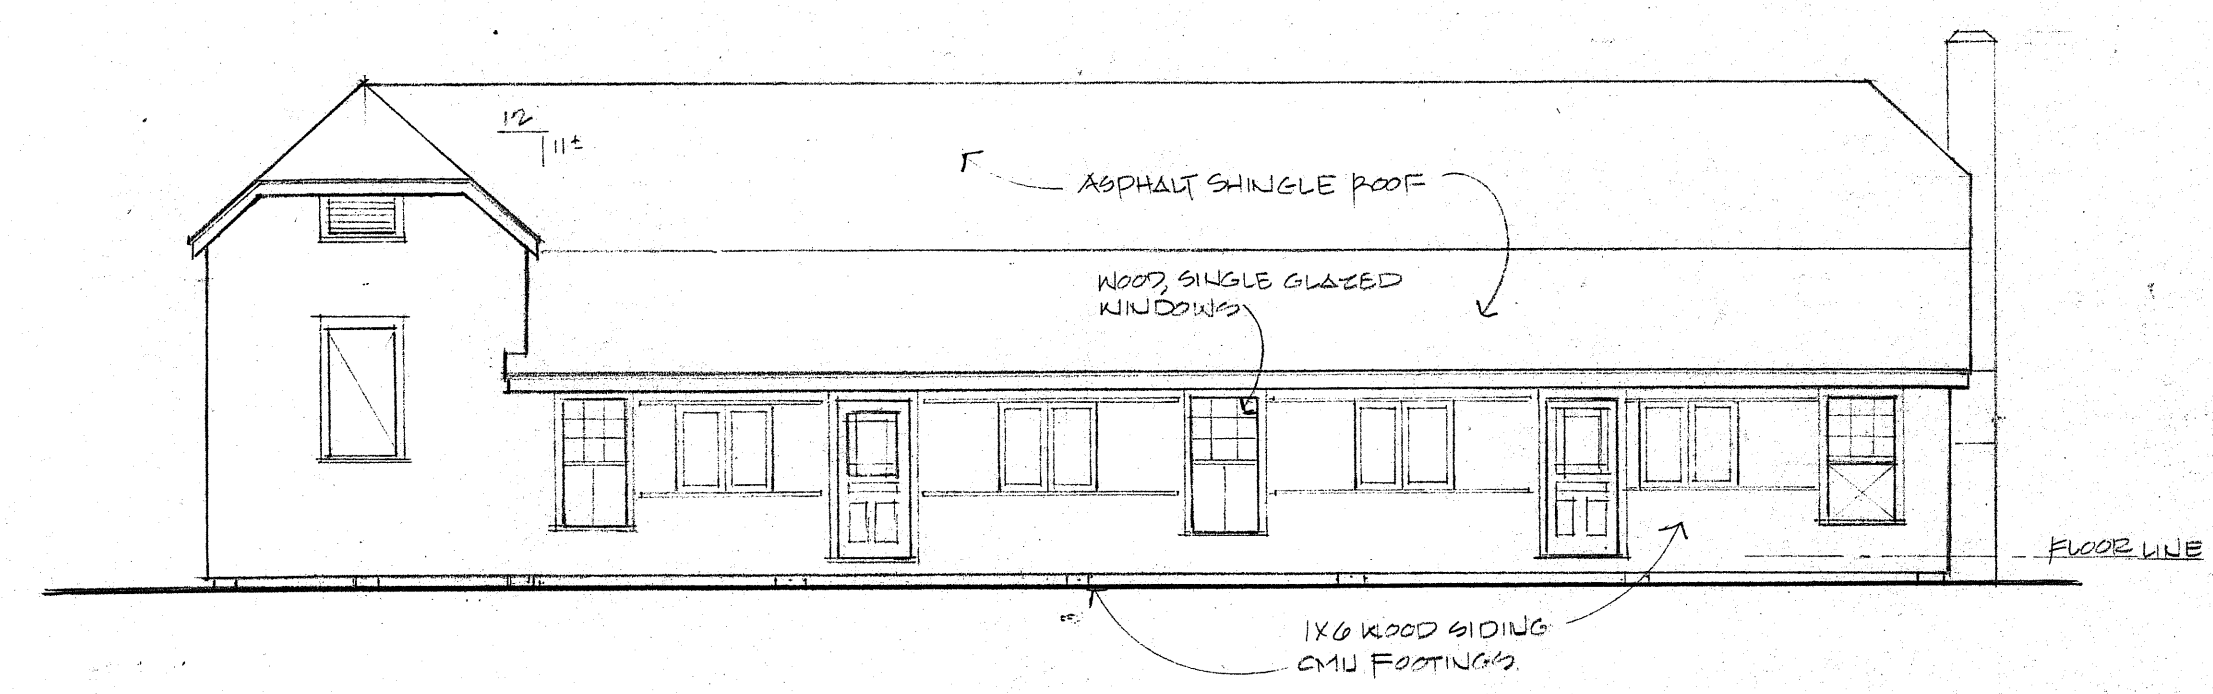 12
11±
ASPHALT SHINGLE ROOF
WOOD, SINGLE GLAZED
WINDOWS
FLOOR LINE
1X6 WOOD SIDING
CMU FOOTINGS.